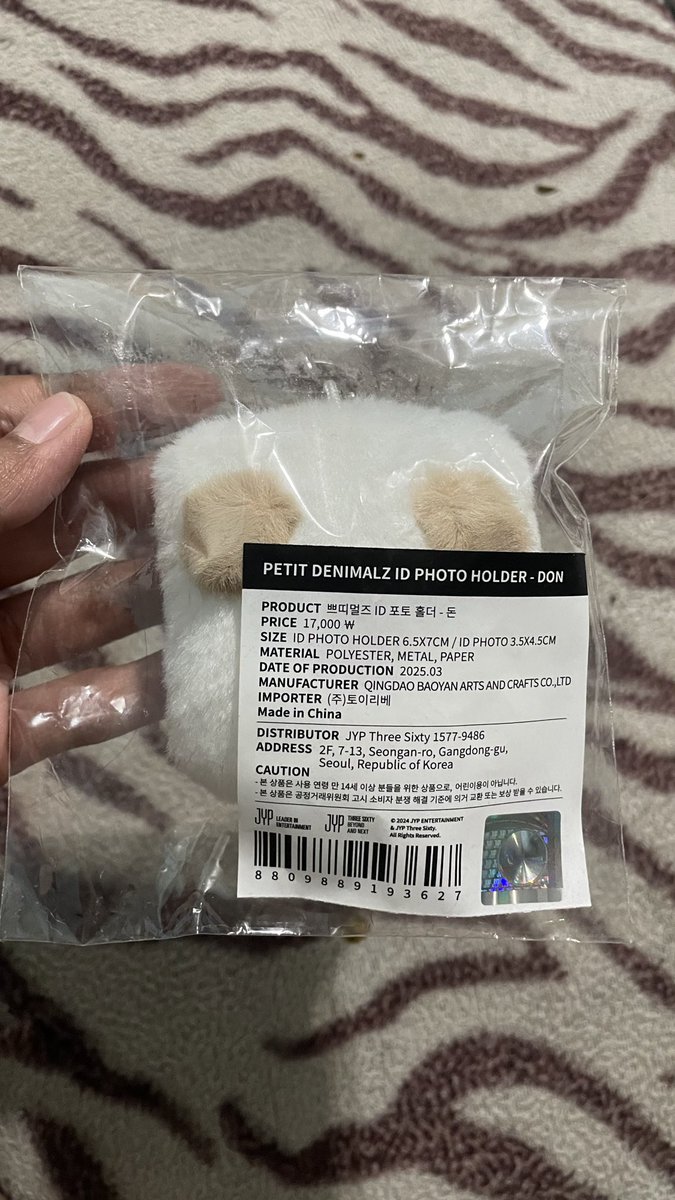 PETIT DENIMALZ ID PHOTO HOLDER - DON
PRODUCT 쁘띠멀즈 ID 포토 홀더 - 돈
PRICE 17,000 ₩
SIZE ID PHOTO HOLDER 6.5X7CM / ID PHOTO 3.5X4.5CM
MATERIAL POLYESTER, METAL, PAPER
DATE OF PRODUCTION 2025.03
MANUFACTURER QINGDAO BAOYAN ARTS AND CRAFTS CO.,LTD
IMPORTER (주)토이리베
Made in China
DISTRIBUTOR JYP Three Sixty 1577-9486
ADDRESS 2F, 7-13, Seongan-ro, Gangdong-gu,
Seoul, Republic of Korea
CAUTION
- 본 상품은 사용 연령 만 14세 이상 분들을 위한 상품으로, 어린이용이 아닙니다.
- 본 상품은 공정거래위원회 고시 소비자 분쟁 해결 기준에 의거 교환 또는 보상 받을 수 있습니다.
JYP LEADER IN ENTERTAINMENT
JYP THREE SIXTY BEYOND AND NEXT
© 2024 JYP ENTERTAINMENT
& JYP Three Sixty.
All Rights Reserved.
8809889193627